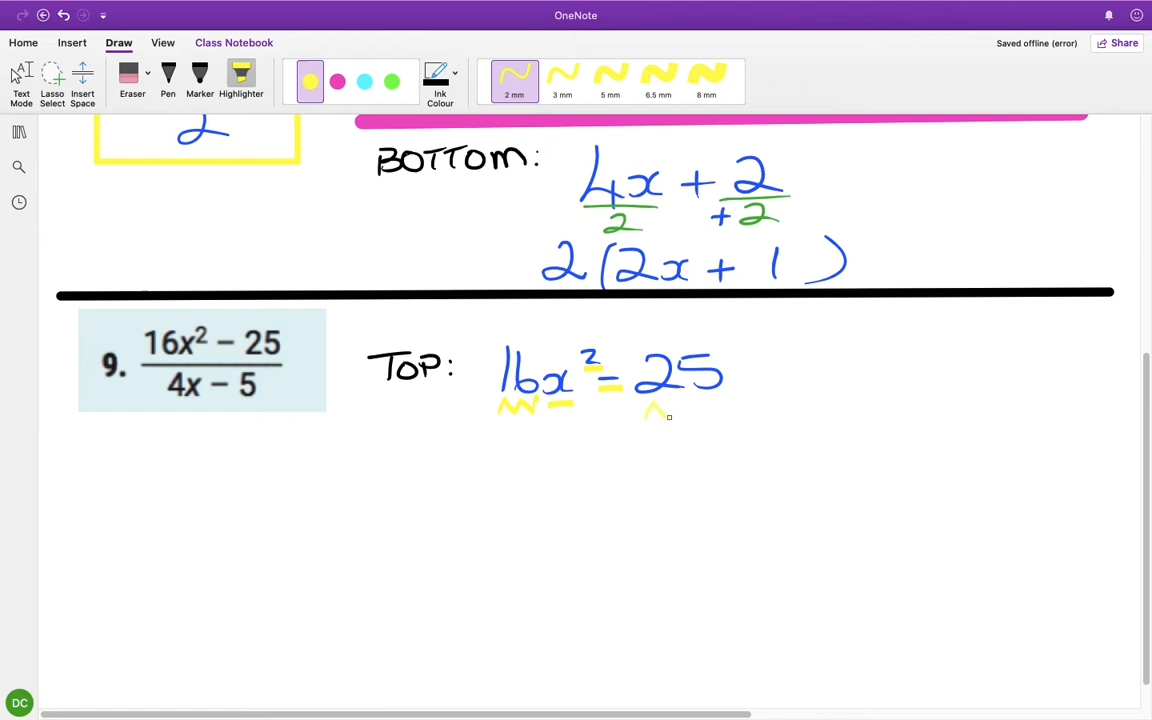 OneNote
Home Insert Draw View Class Notebook Saved offline (error) Share
Text Mode Lasso Select Insert Space Eraser Pen Marker Highlighter Ink Colour 2 mm 3 mm 5 mm 6.5 mm 8 mm
2
BOTTOM: 4x + 2
2 + 2
2(2x + 1)
9. 16x² − 25
4x − 5
TOP: 16x² − 25
DC